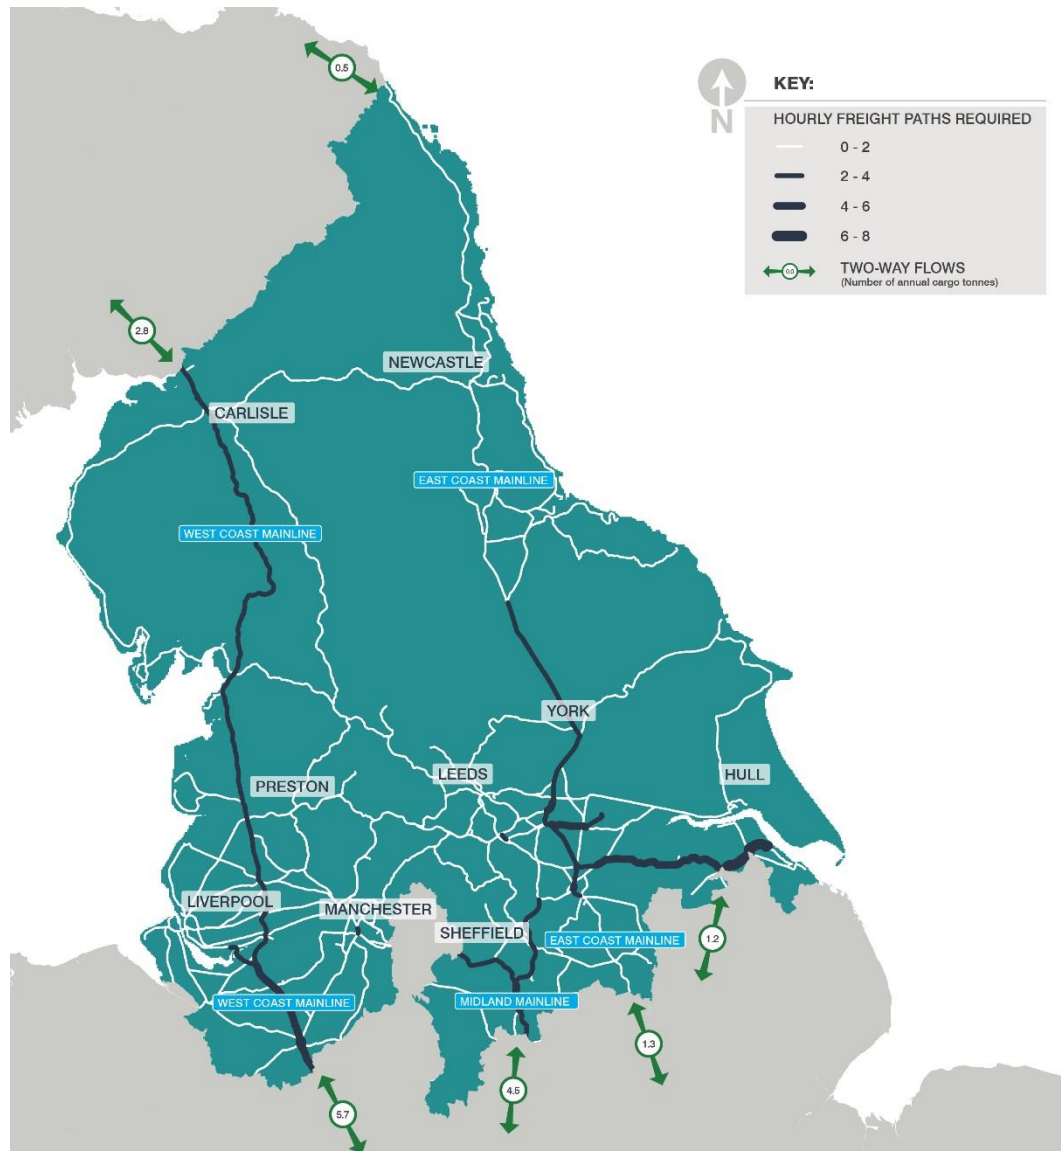 0.5
KEY:
N
HOURLY FREIGHT PATHS REQUIRED
0 - 2
2 - 4
4 - 6
6 - 8
0.0
TWO-WAY FLOWS
(Number of annual cargo tonnes)
2.8
NEWCASTLE
CARLISLE
EAST COAST MAINLINE
WEST COAST MAINLINE
YORK
LEEDS
HULL
PRESTON
LIVERPOOL
MANCHESTER
SHEFFIELD
EAST COAST MAINLINE
1.2
WEST COAST MAINLINE
MIDLAND MAINLINE
1.3
4.5
5.7